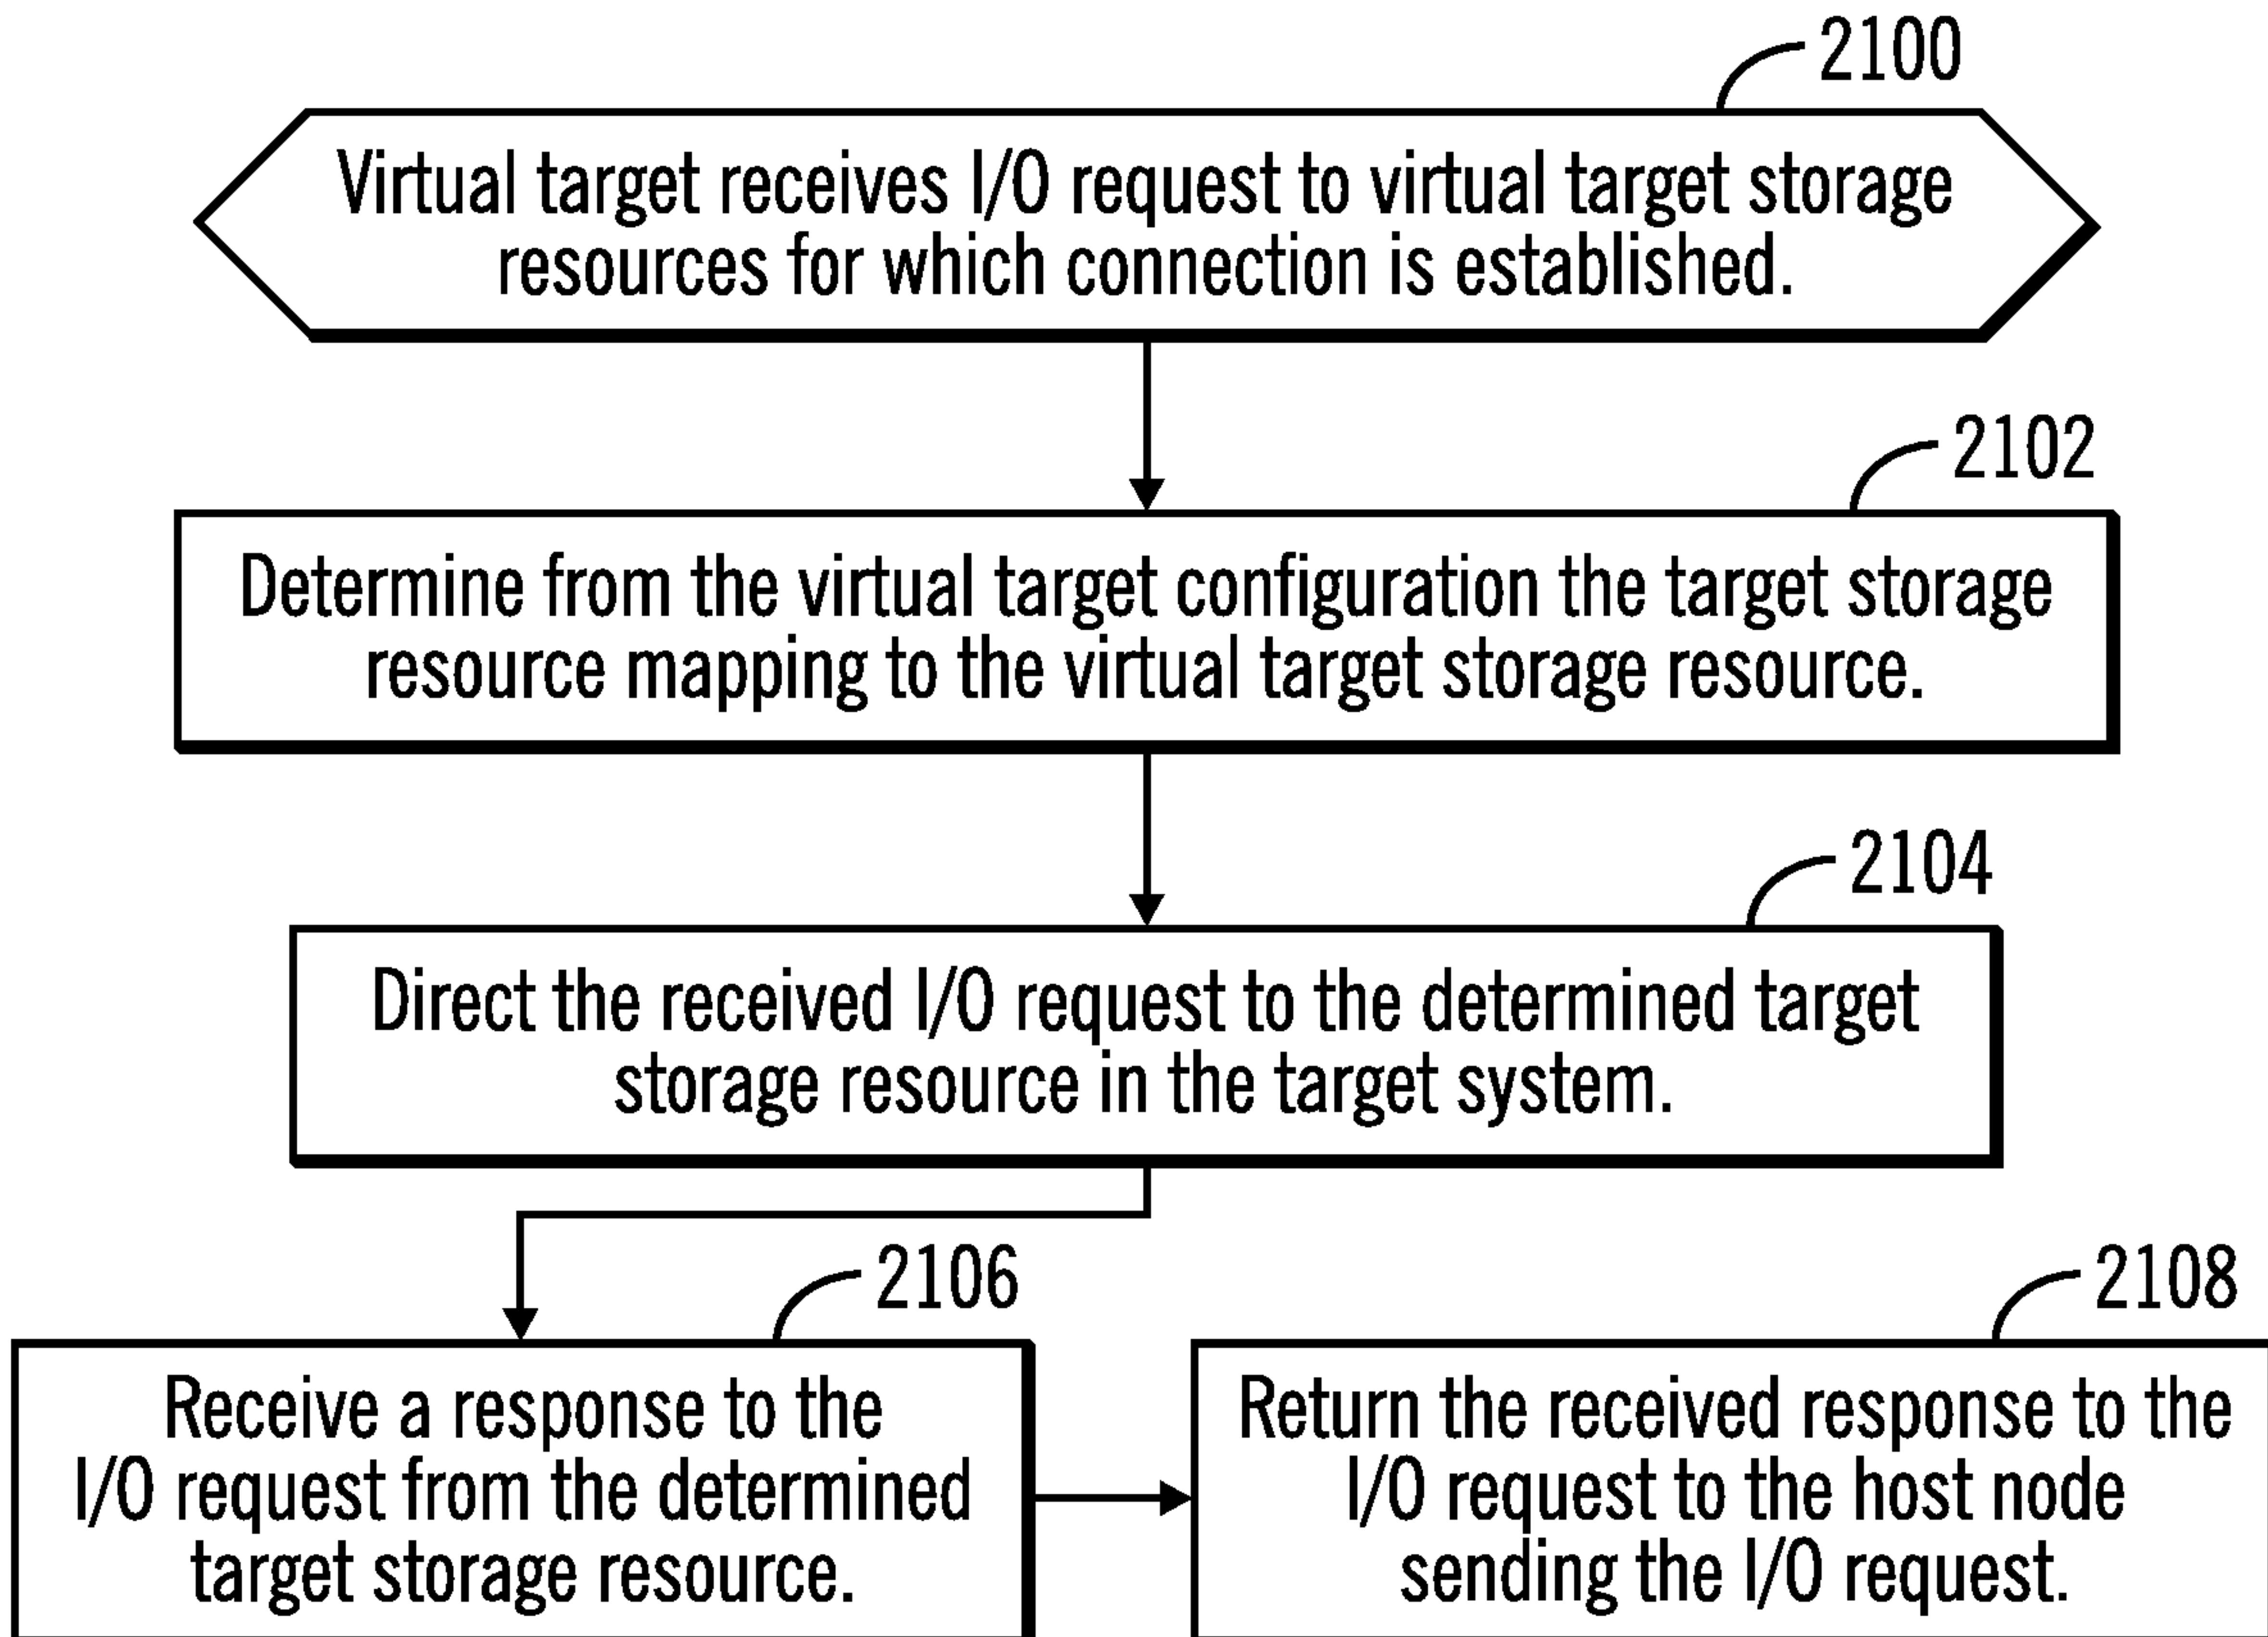 2100
Virtual target receives I/O request to virtual target storage
resources for which connection is established.
2102
Determine from the virtual target configuration the target storage
resource mapping to the virtual target storage resource.
2104
Direct the received I/O request to the determined target
storage resource in the target system.
2106
Receive a response to the
I/O request from the determined
target storage resource.
2108
Return the received response to the
I/O request to the host node
sending the I/O request.